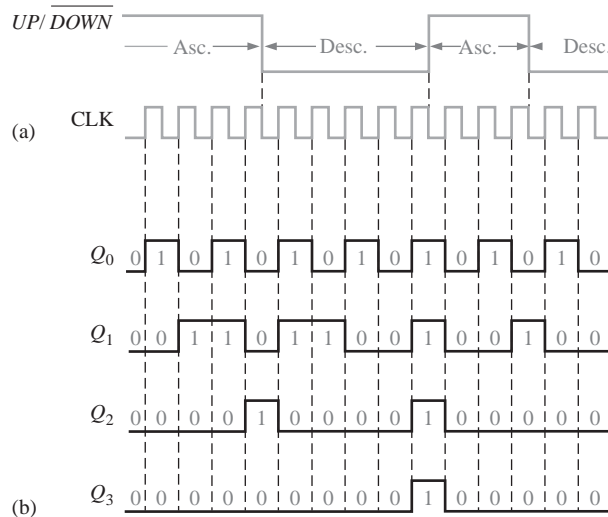 UP/DOWN
Asc. Desc. Asc. Desc.
(a) CLK
Q0 0 1 0 1 0 1 0 1 0 1 0 1 0 1 0
Q1 0 0 1 1 0 1 1 0 0 1 0 0 1 0 0
Q2 0 0 0 0 1 0 0 0 0 1 0 0 0 0 0
(b) Q3 0 0 0 0 0 0 0 0 0 1 0 0 0 0 0